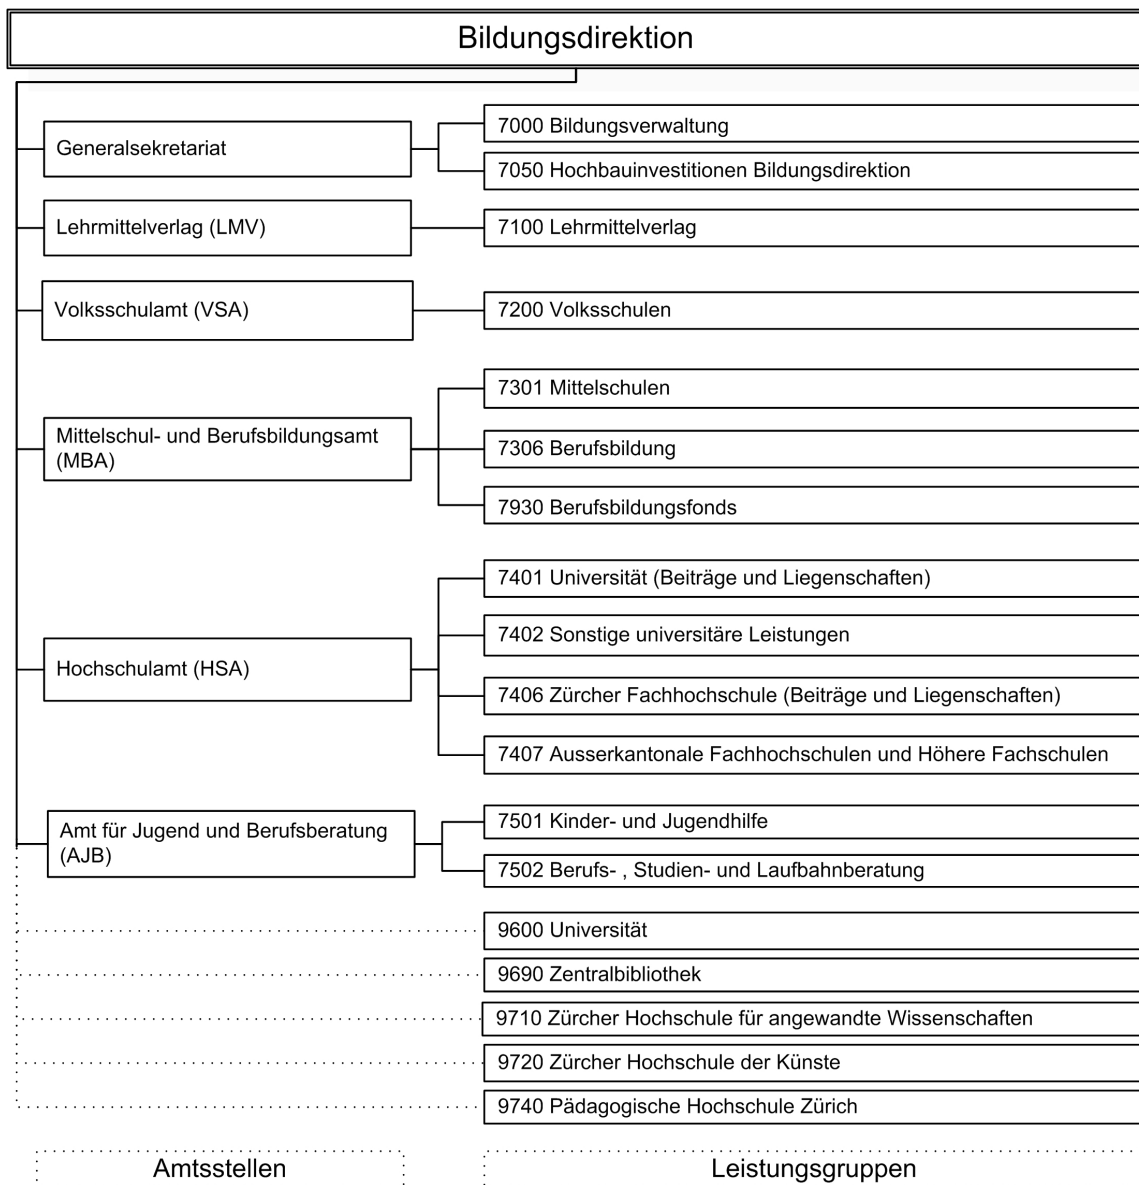 Bildungsdirektion
Generalsekretariat
7000 Bildungsverwaltung
7050 Hochbauinvestitionen Bildungsdirektion
Lehrmittelverlag (LMV)
7100 Lehrmittelverlag
Volksschulamt (VSA)
7200 Volksschulen
Mittelschul- und Berufsbildungsamt
(MBA)
7301 Mittelschulen
7306 Berufsbildung
7930 Berufsbildungsfonds
Hochschulamt (HSA)
7401 Universität (Beiträge und Liegenschaften)
7402 Sonstige universitäre Leistungen
7406 Zürcher Fachhochschule (Beiträge und Liegenschaften)
7407 Ausserkantonale Fachhochschulen und Höhere Fachschulen
Amt für Jugend und Berufsberatung
(AJB)
7501 Kinder- und Jugendhilfe
7502 Berufs- , Studien- und Laufbahnberatung
9600 Universität
9690 Zentralbibliothek
9710 Zürcher Hochschule für angewandte Wissenschaften
9720 Zürcher Hochschule der Künste
9740 Pädagogische Hochschule Zürich
Amtsstellen
Leistungsgruppen